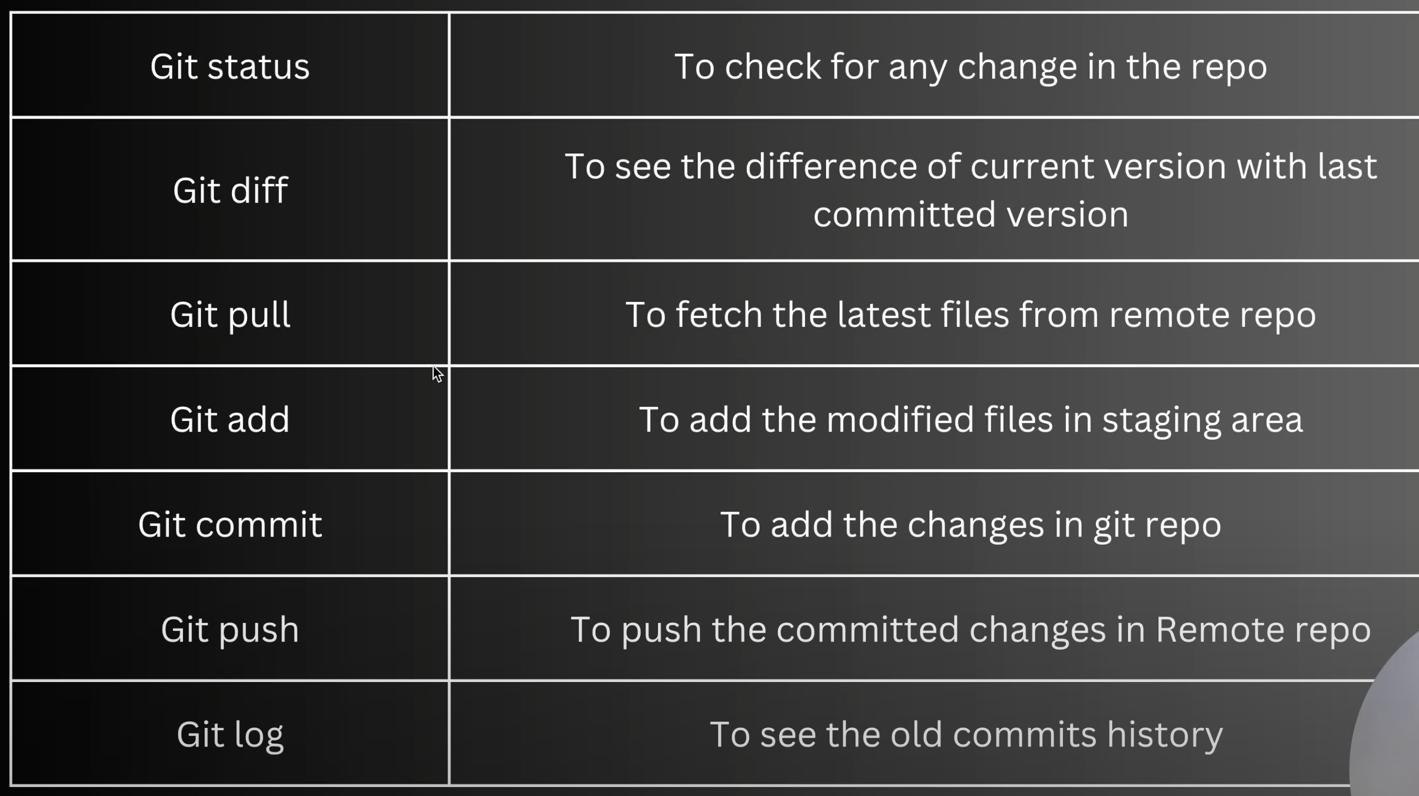 Git status
To check for any change in the repo
Git diff
To see the difference of current version with last
committed version
Git pull
To fetch the latest files from remote repo
Git add
To add the modified files in staging area
Git commit
To add the changes in git repo
Git push
To push the committed changes in Remote repo
Git log
To see the old commits history